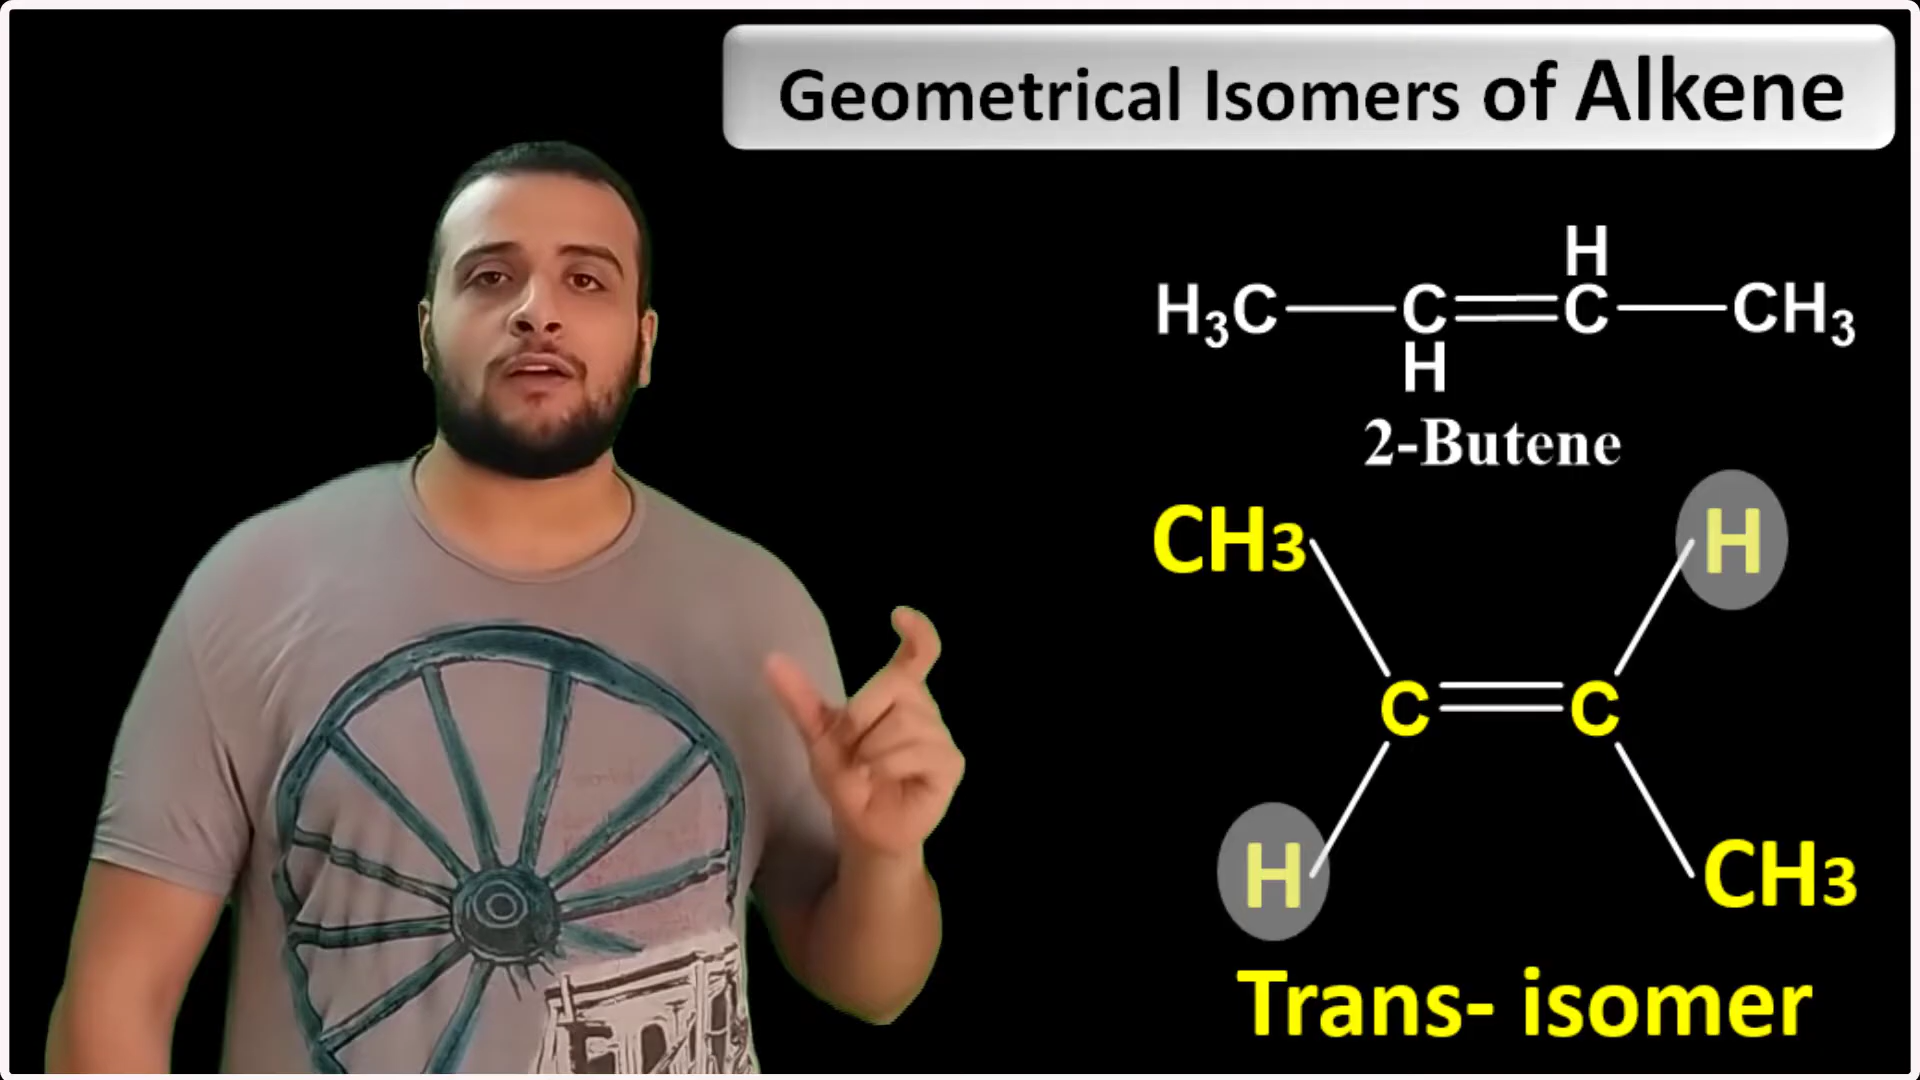 Geometrical Isomers of Alkene
H
H₃C C C CH₃
H
2-Butene
CH3 H
C C
H CH3
Trans- isomer